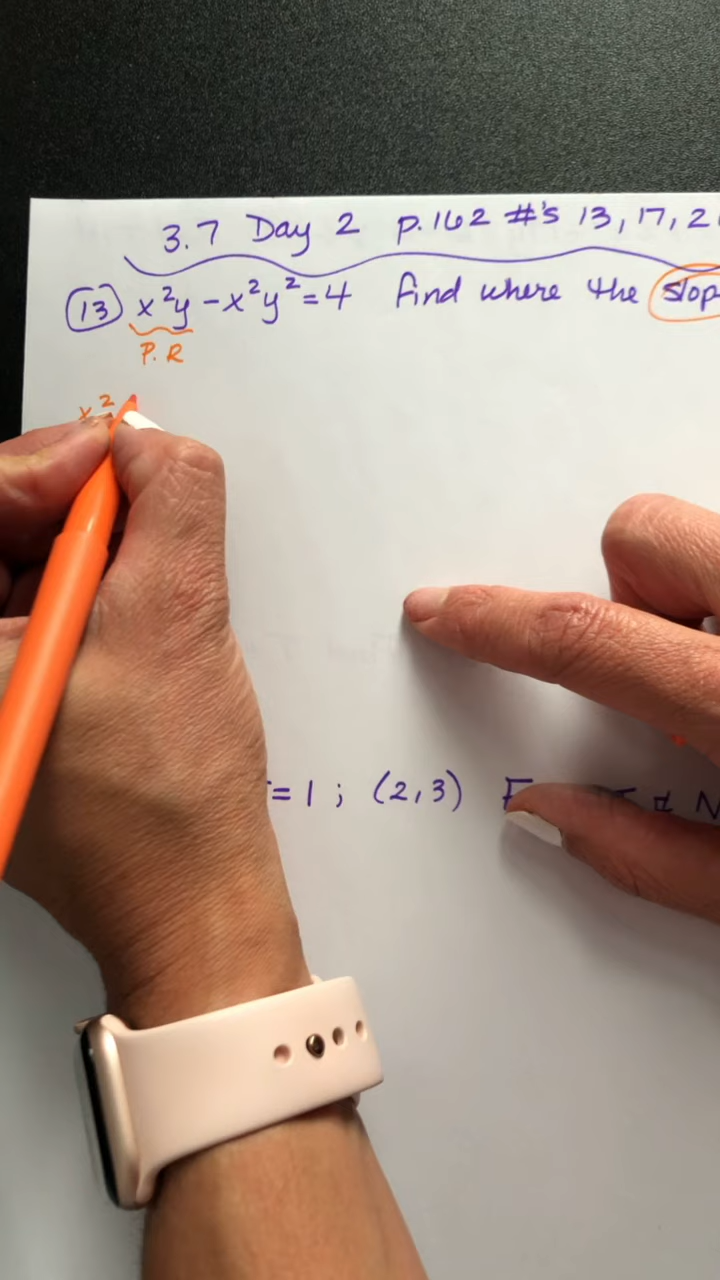 3.7 Day 2 p.162 #'s 13, 17, 2
(13) x²y - x²y² = 4 Find where the slop
P.R
x²
= 1 ; (2,3)